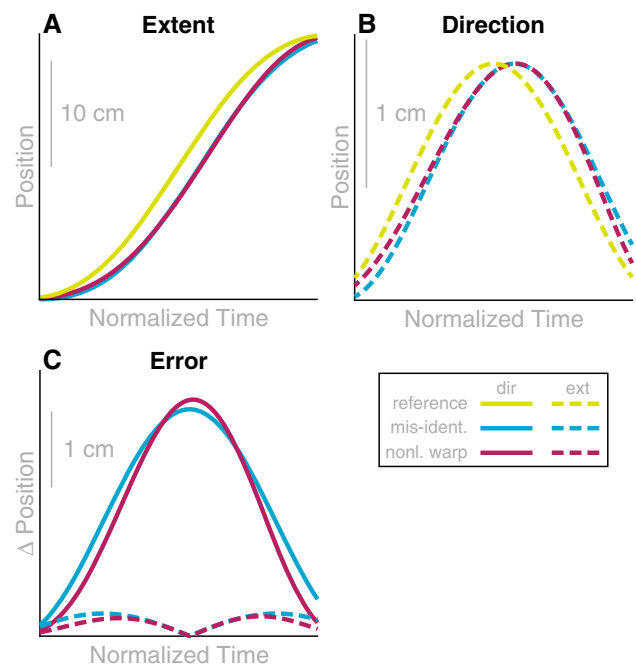 A Extent
10 cm
Position
Normalized Time
B Direction
1 cm
Position
Normalized Time
C Error
1 cm
Δ Position
Normalized Time
dir ext
reference
mis-ident.
nonl. warp